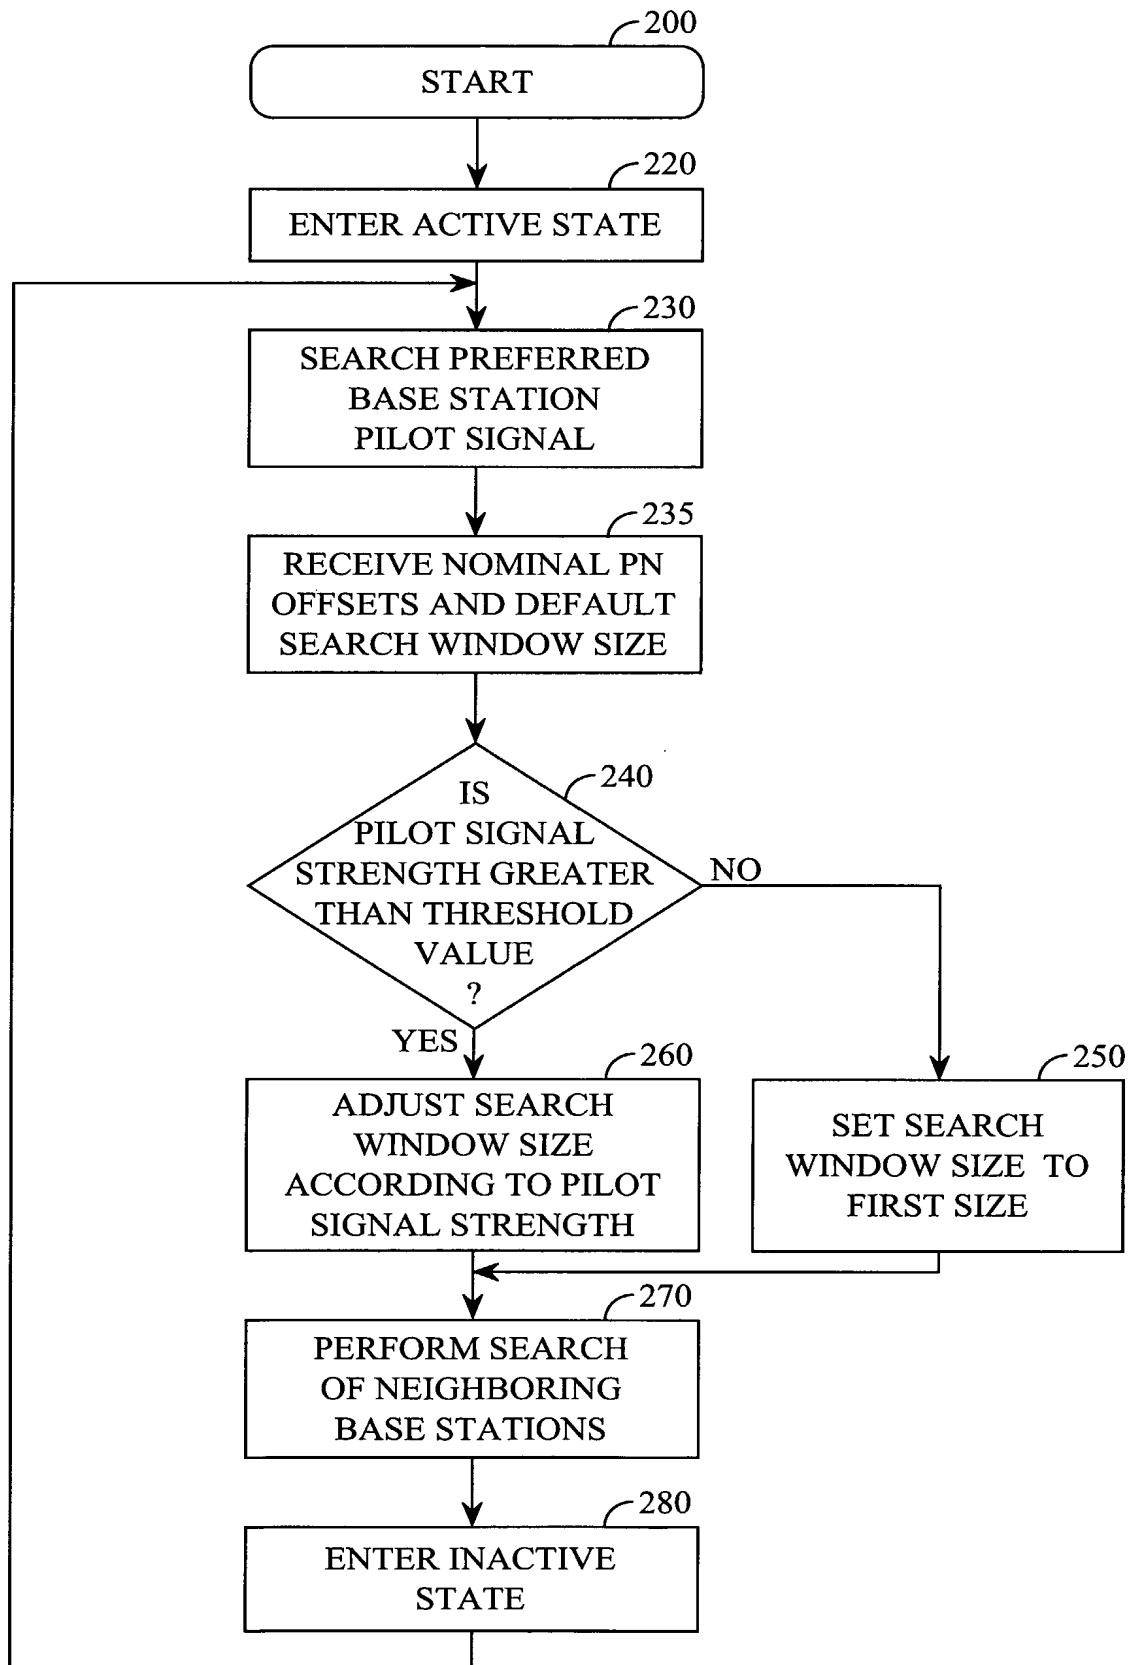 200
START
220
ENTER ACTIVE STATE
230
SEARCH PREFERRED
BASE STATION
PILOT SIGNAL
235
RECEIVE NOMINAL PN
OFFSETS AND DEFAULT
SEARCH WINDOW SIZE
240
IS
PILOT SIGNAL
STRENGTH GREATER
THAN THRESHOLD
VALUE
?
NO
YES
260
ADJUST SEARCH
WINDOW SIZE
ACCORDING TO PILOT
SIGNAL STRENGTH
250
SET SEARCH
WINDOW SIZE TO
FIRST SIZE
270
PERFORM SEARCH
OF NEIGHBORING
BASE STATIONS
280
ENTER INACTIVE
STATE